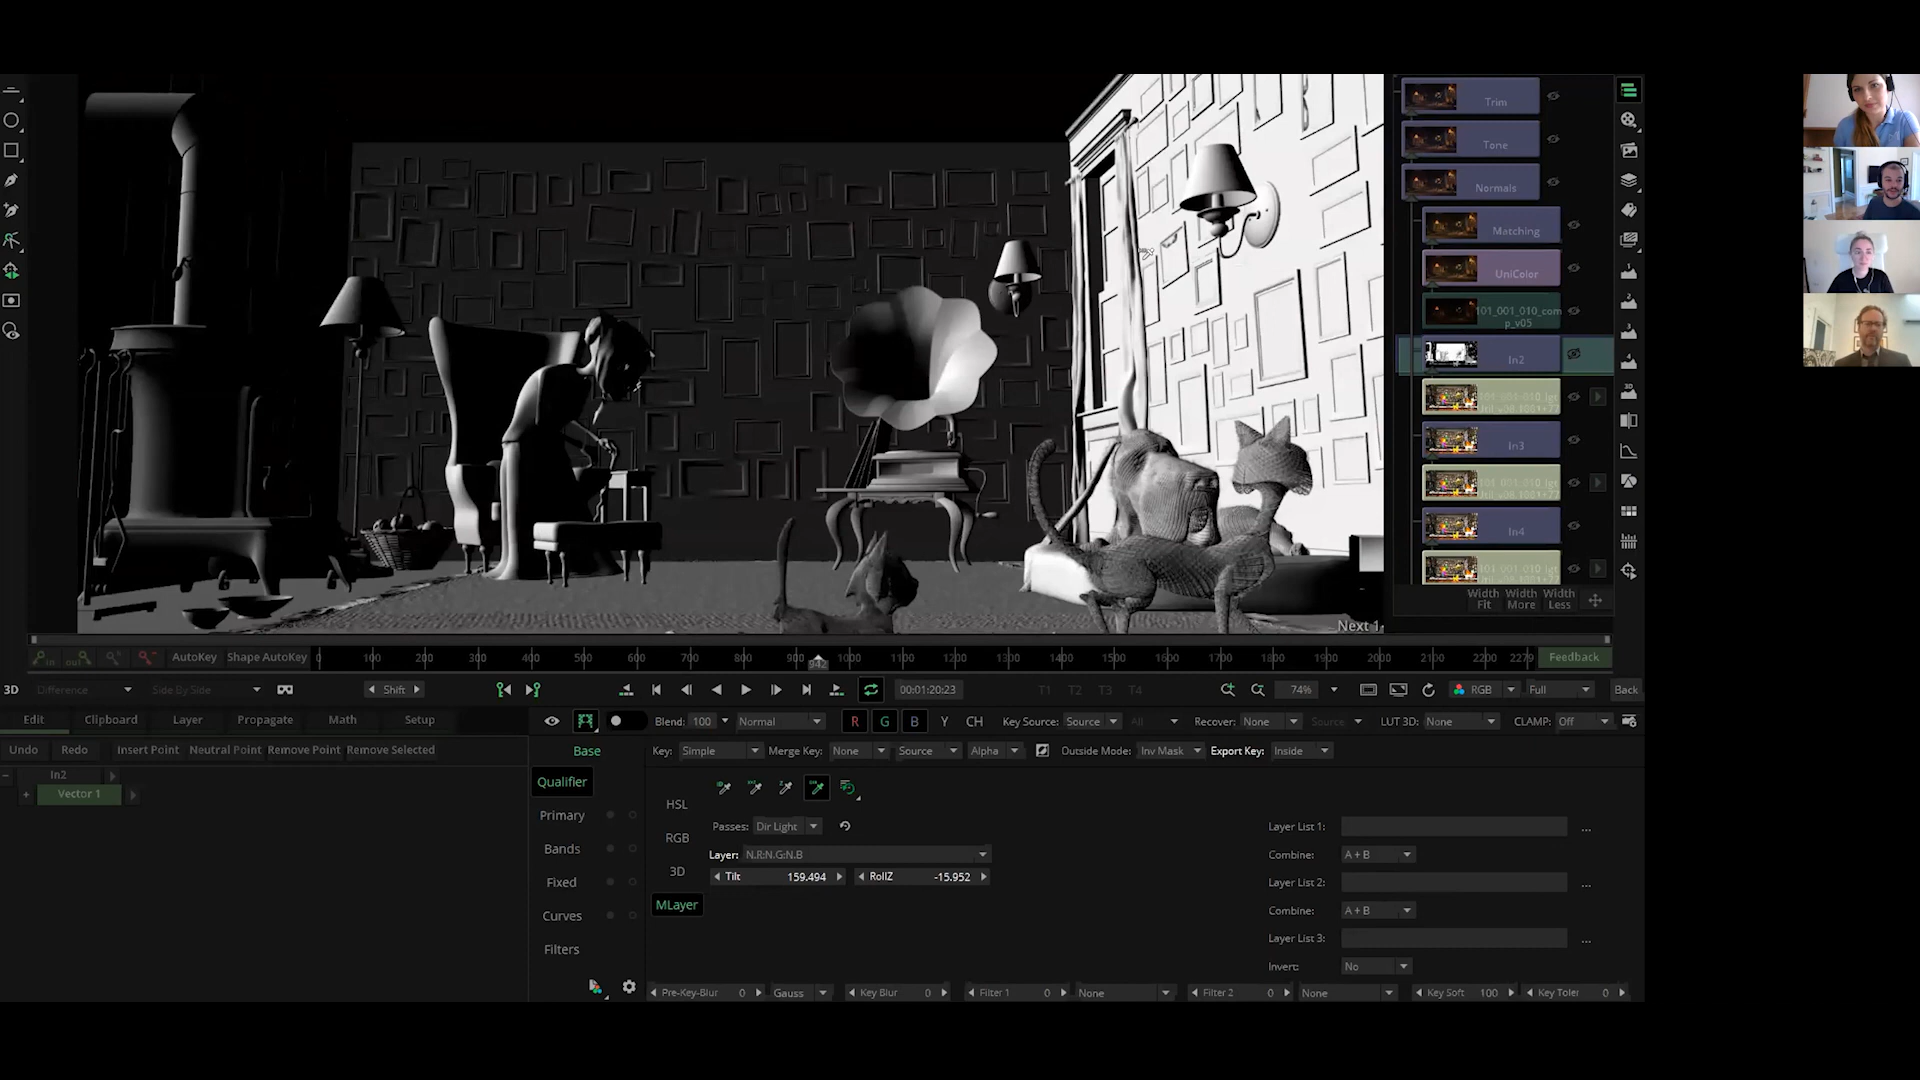 Trim
Tone
Normals
Matching
UniColor
101_001_010_com
p_v05
In2
101_001_010_lgt
In3
101_001_010_lgt
In4
101_001_010_lgt
Width Fit
Width More
Width Less
Next 1
in out AutoKey Shape AutoKey 0 100 200 300 400 500 600 700 800 900 942 1000 1100 1200 1300 1400 1500 1600 1700 1800 1900 2000 2100 2200 2279 Feedback
3D Difference Side By Side Shift 00:01:20:23 T1 T2 T3 T4 74% RGB Full Back
Edit Clipboard Layer Propagate Math Setup
Blend: 100 Normal R G B Y CH Key Source: Source All Recover: None Source LUT 3D: None CLAMP: Off
Undo Redo Insert Point Neutral Point Remove Point Remove Selected
Base Key: Simple Merge Key: None Source Alpha Outside Mode: Inv Mask Export Key: Inside
In2
+ Vector 1
Qualifier
Primary
Bands
Fixed
Curves
Filters
HSL
RGB
3D
MLayer
Passes: Dir Light
Layer: N.R:N.G:N.B
Tilt 159.494 RollZ -15.952
Layer List 1: ...
Combine: A + B
Layer List 2: ...
Combine: A + B
Layer List 3: ...
Invert: No
Pre-Key-Blur 0 Gauss Key Blur 0 Filter 1 0 None Filter 2 0 None Key Soft 100 Key Toler 0